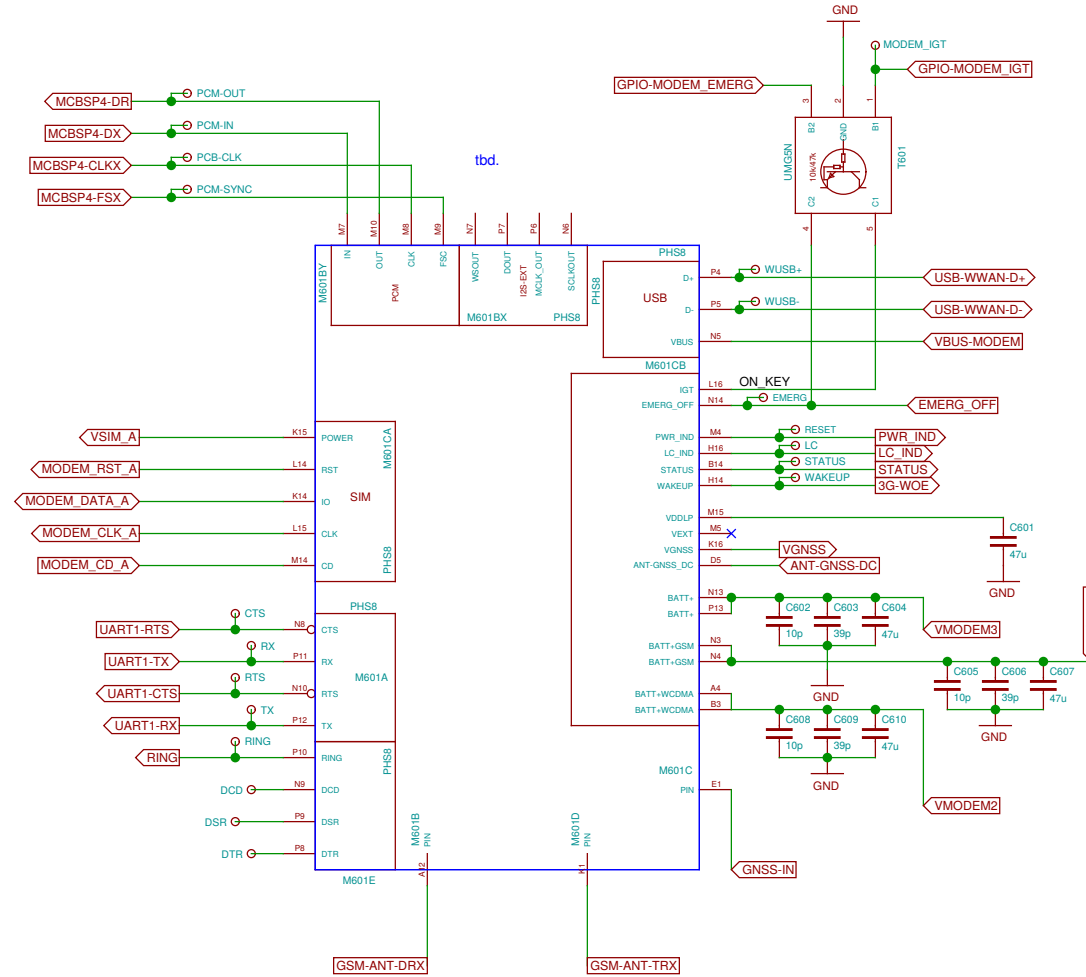 GND
MODEM_IGT
GPIO-MODEM_IGT
GPIO-MODEM_EMERG
3
2
1
B2
GND
B1
UMG5N
10k/47k
T601
C2
C1
4
5
MCBSP4-DR
PCM-OUT
MCBSP4-DX
PCM-IN
MCBSP4-CLKX
PCB-CLK
MCBSP4-FSX
PCM-SYNC
tbd.
M7
M10
M8
M9
N7
P7
P6
N6
IN
OUT
CLK
FSC
WSOUT
DOUT
MCLK_OUT
SCLKOUT
M601BY
PCM
I2S-EXT
M601BX
PHS8
PHS8
PHS8
USB
D+
P4
WUSB+
USB-WWAN-D+
D-
P5
WUSB-
USB-WWAN-D-
VBUS
N5
VBUS-MODEM
M601CB
IGT
L16
ON_KEY
EMERG_OFF
N14
EMERG
EMERG_OFF
PWR_IND
M4
RESET
PWR_IND
LC_IND
H16
LC
LC_IND
STATUS
B14
STATUS
STATUS
WAKEUP
H14
WAKEUP
3G-WOE
VDDLP
M15
C601
47u
GND
VEXT
M5
VGNSS
K16
VGNSS
ANT-GNSS_DC
D5
ANT-GNSS-DC
BATT+
N13
BATT+
P13
C602
10p
C603
39p
C604
47u
VMODEM3
GND
BATT+GSM
N3
BATT+GSM
N4
C605
10p
C606
39p
C607
47u
GND
BATT+WCDMA
A4
BATT+WCDMA
B3
C608
10p
C609
39p
C610
47u
GND
VMODEM2
M601C
PIN
E1
GNSS-IN
VSIM_A
K15
POWER
MODEM_RST_A
L14
RST
MODEM_DATA_A
K14
IO
MODEM_CLK_A
L15
CLK
MODEM_CD_A
M14
CD
M601CA
SIM
PHS8
PHS8
UART1-RTS
CTS
N8
CTS
UART1-TX
RX
P11
RX
UART1-CTS
RTS
N10
RTS
M601A
UART1-RX
TX
P12
TX
RING
RING
P10
RING
PHS8
DCD
N9
DCD
DSR
P9
DSR
DTR
P8
DTR
M601E
M601B
PIN
A12
GSM-ANT-DRX
M601D
PIN
K1
GSM-ANT-TRX